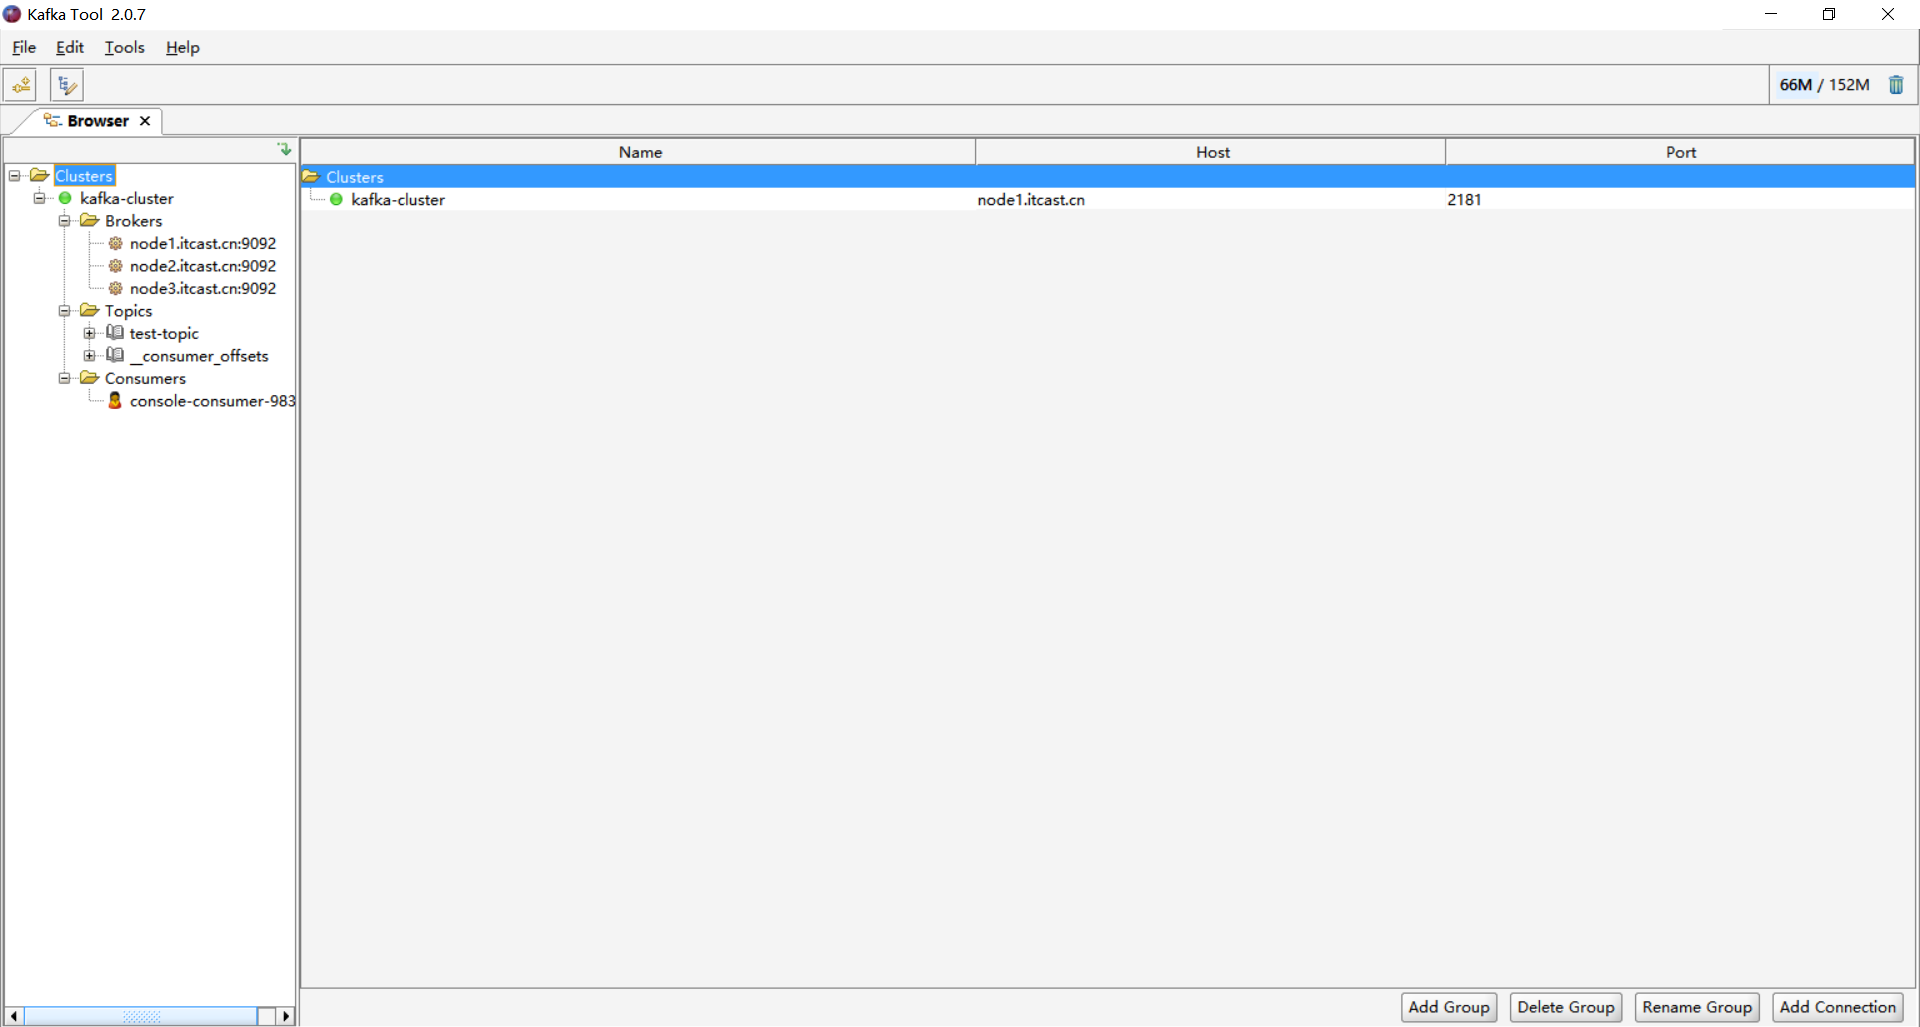 Kafka Tool 2.0.7
File Edit Tools Help
66M / 152M
Browser
Name Host Port
Clusters
kafka-cluster
Brokers
node1.itcast.cn:9092
node2.itcast.cn:9092
node3.itcast.cn:9092
Topics
test-topic
__consumer_offsets
Consumers
console-consumer-983
Clusters
kafka-cluster node1.itcast.cn 2181
Add Group Delete Group Rename Group Add Connection